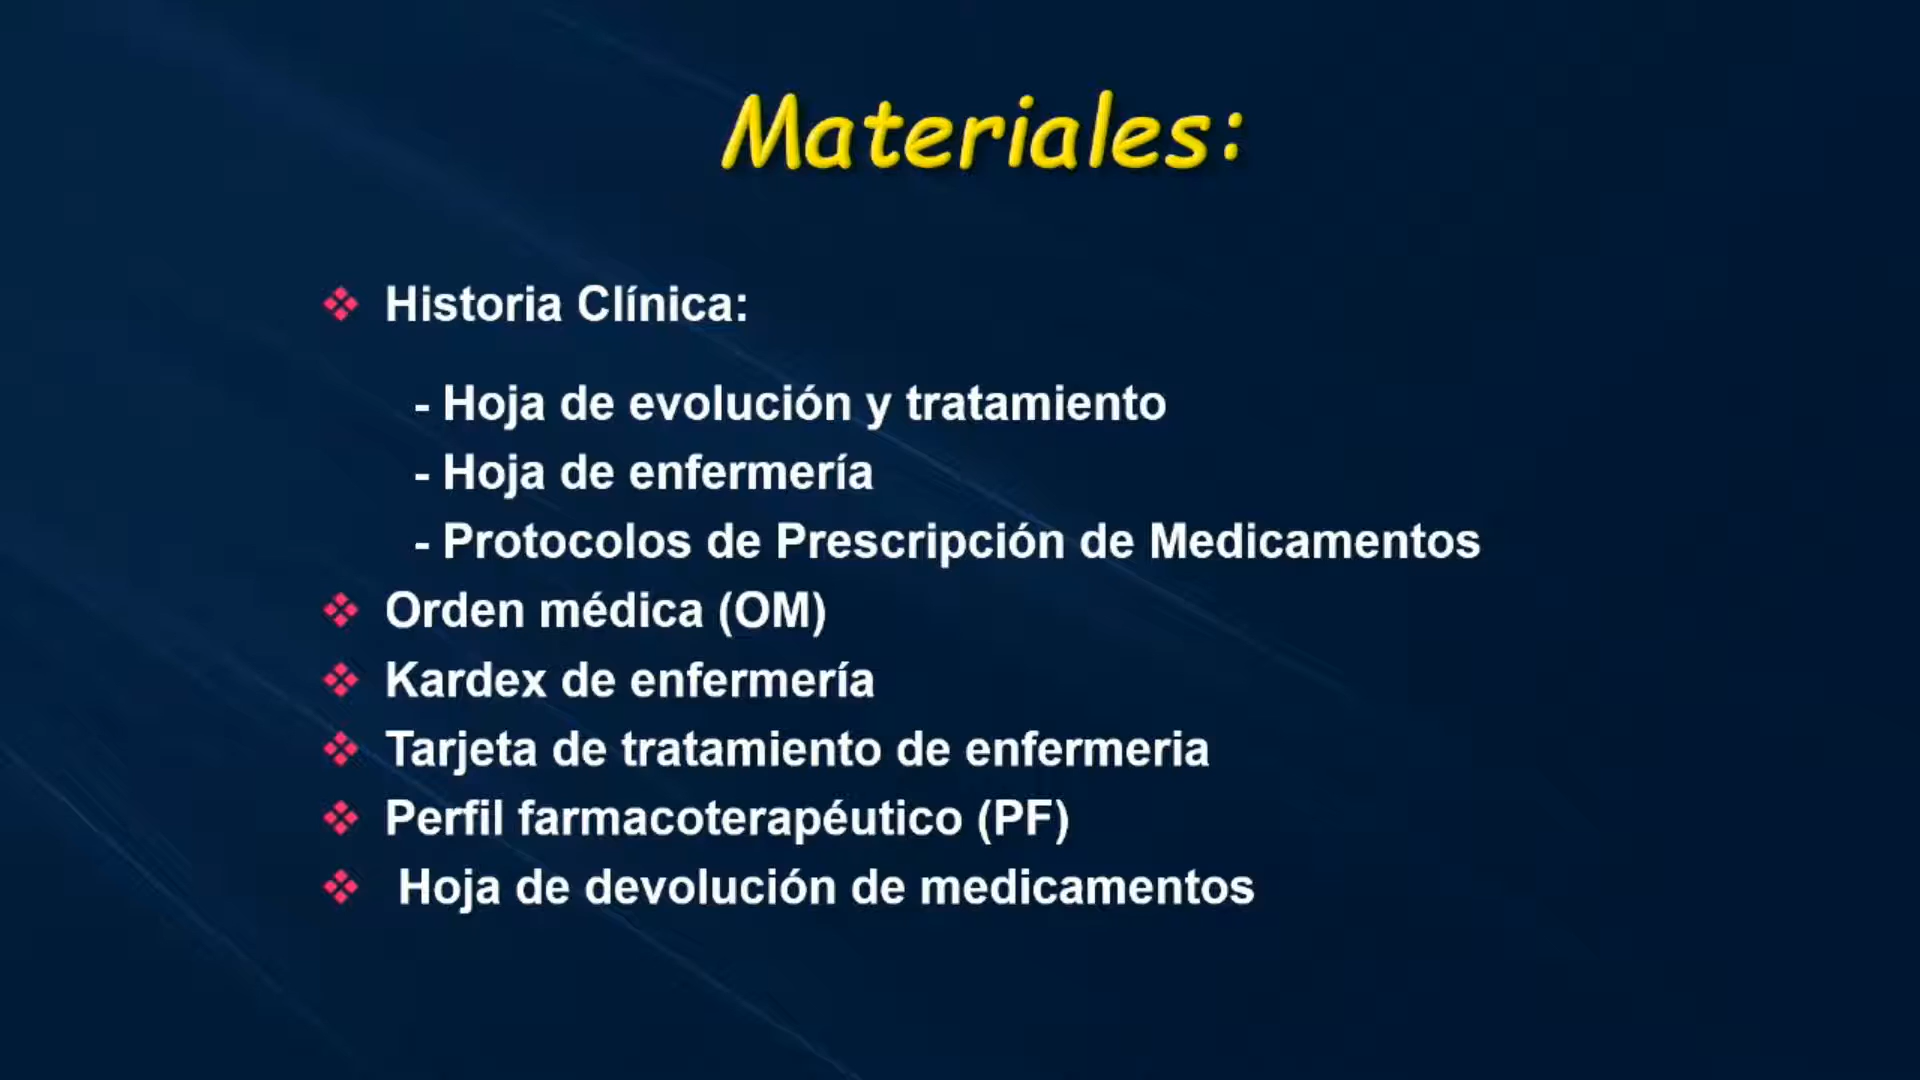 Materiales:
❖ Historia Clínica:
- Hoja de evolución y tratamiento
- Hoja de enfermería
- Protocolos de Prescripción de Medicamentos
❖ Orden médica (OM)
❖ Kardex de enfermería
❖ Tarjeta de tratamiento de enfermeria
❖ Perfil farmacoterapéutico (PF)
❖ Hoja de devolución de medicamentos